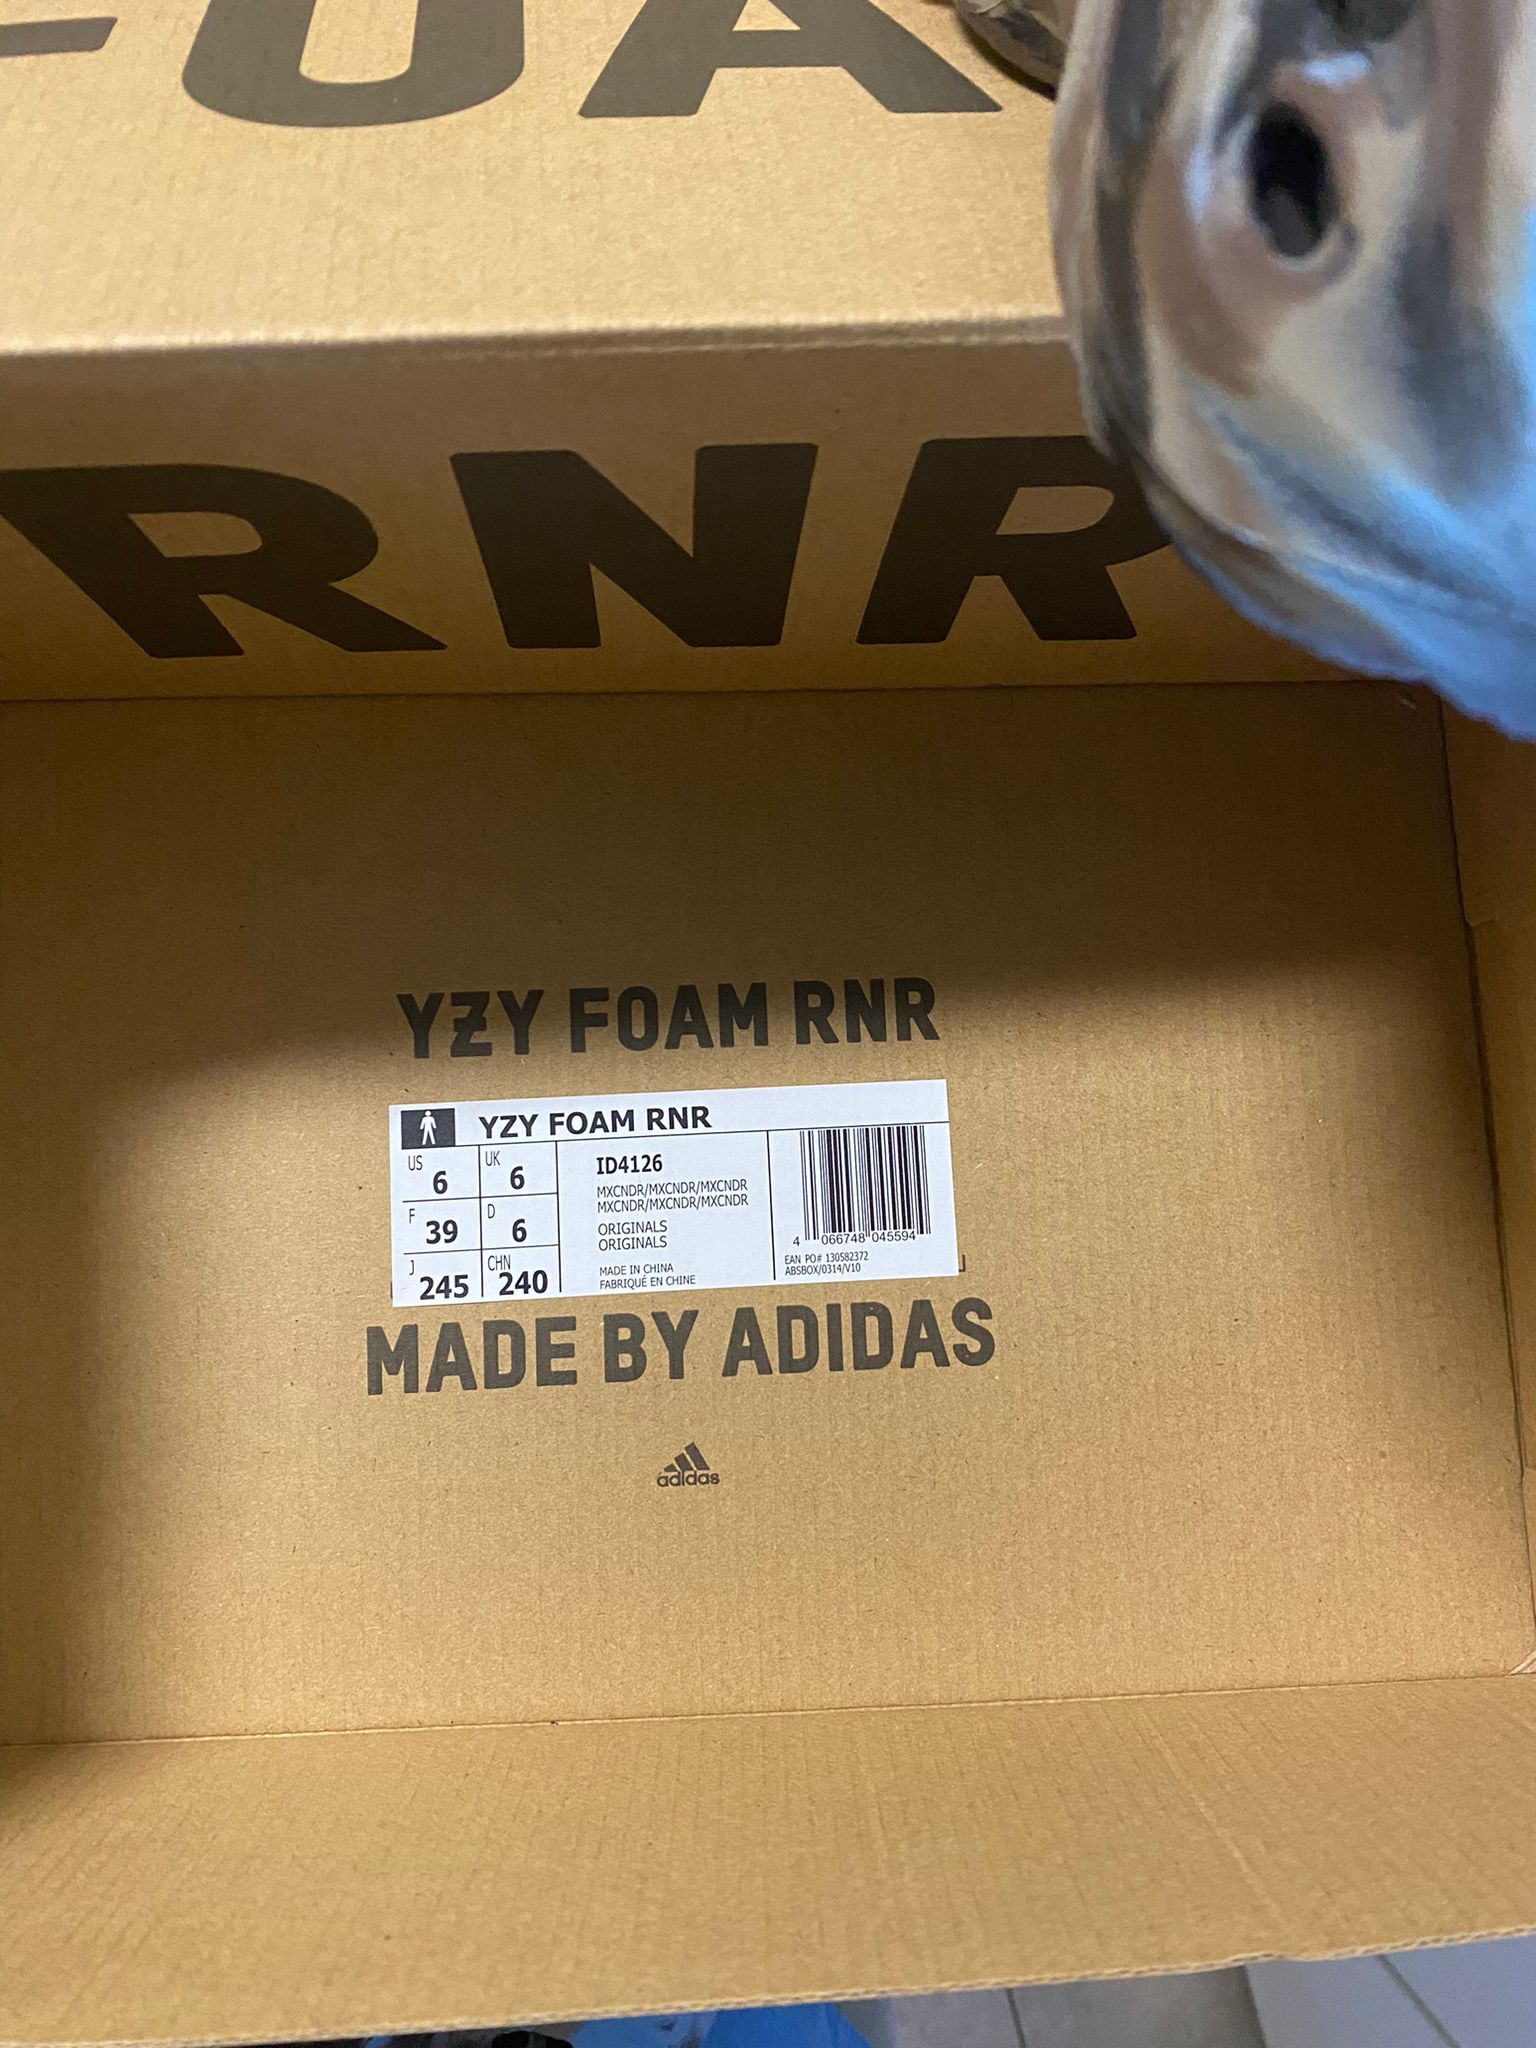 FOA
RNR
YZY FOAM RNR
YZY FOAM RNR
US 6 UK 6
F 39 D 6
J 245 CHN 240
ID4126
MXCNDR/MXCNDR/MXCNDR
MXCNDR/MXCNDR/MXCNDR
ORIGINALS
ORIGINALS
MADE IN CHINA
FABRIQUÉ EN CHINE
4 066748 045594
EAN PO# 130582372
ABSBOX/0314/V10
MADE BY ADIDAS
adidas